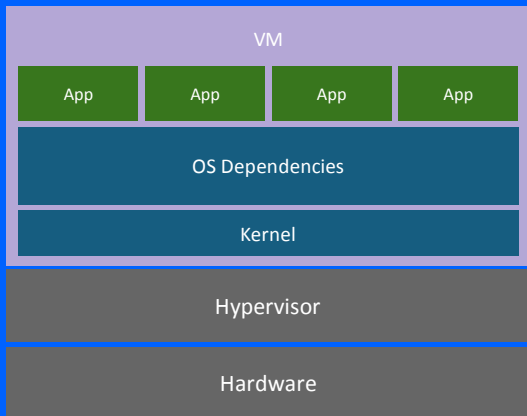 VM
App App App App
OS Dependencies
Kernel
Hypervisor
Hardware